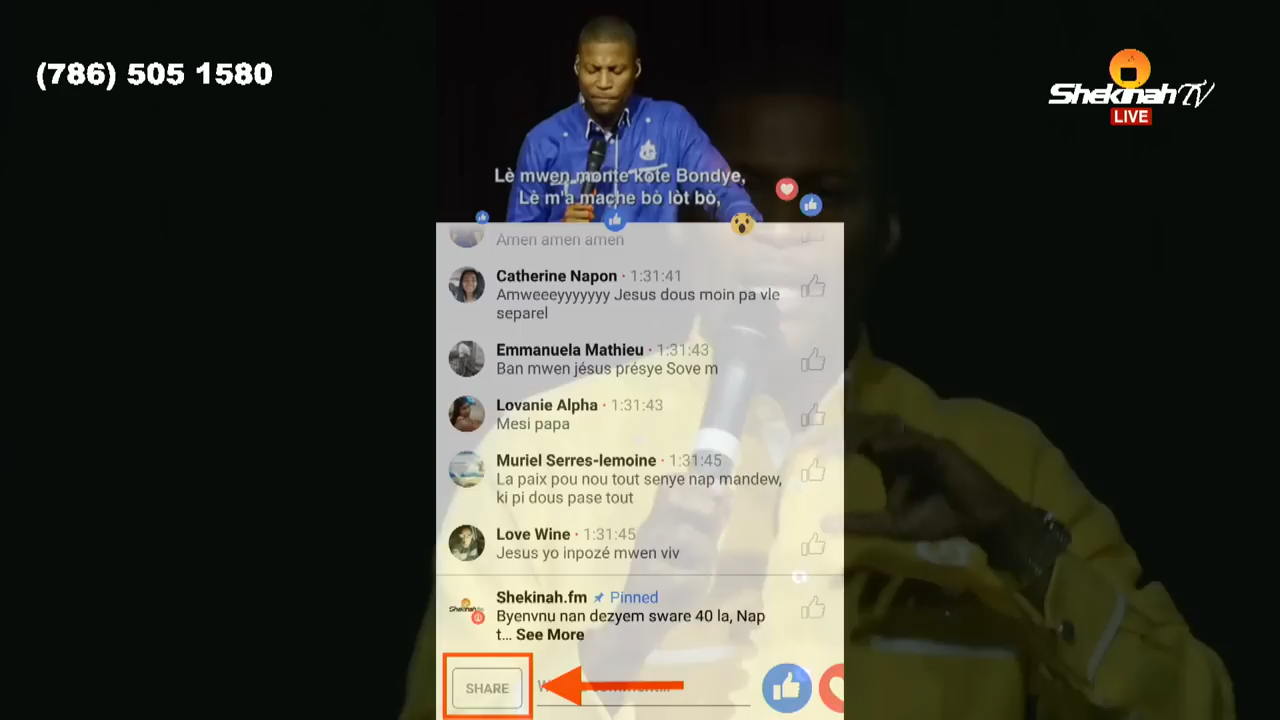 (786) 505 1580
Shekinah TV
LIVE
Lè mwen monte kote Bondye,
Lè m'a mache bò lòt bò,
Amen amen amen
Catherine Napon · 1:31:41
Amweeeyyyyyyy Jesus dous moin pa vle
separel
Emmanuela Mathieu · 1:31:43
Ban mwen jésus présye Sove m
Lovanie Alpha · 1:31:43
Mesi papa
Muriel Serres-lemoine · 1:31:45
La paix pou nou tout senye nap mandew,
ki pi dous pase tout
Love Wine · 1:31:45
Jesus yo inpozé mwen viv
Shekinah.fm Pinned
Byenvnu nan dezyem sware 40 la, Nap
t... See More
SHARE